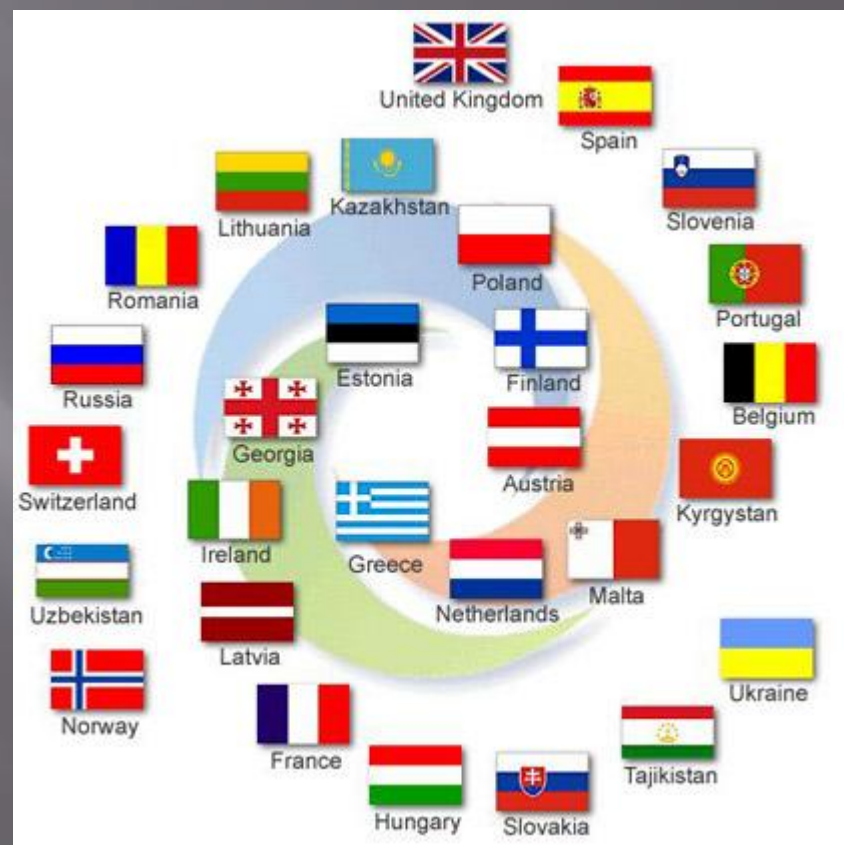 United Kingdom
Spain
Lithuania
Kazakhstan
Slovenia
Romania
Poland
Portugal
Russia
Estonia
Finland
Belgium
Georgia
Austria
Switzerland
Kyrgystan
Ireland
Greece
Netherlands
Malta
Uzbekistan
Latvia
Ukraine
Norway
France
Tajikistan
Hungary
Slovakia